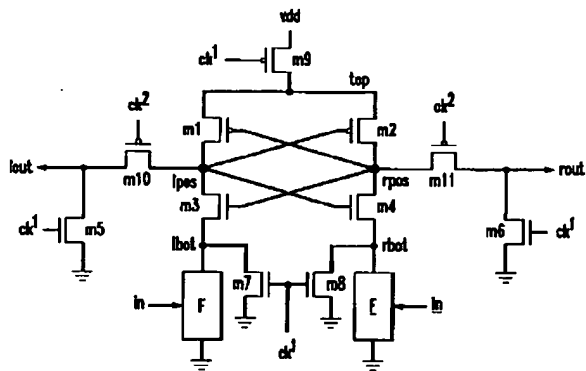 vdd
ck1
m9
top
ck2
ck2
m1
m2
lout
lpos
rpos
rout
m10
m11
m3
m4
ck1
m5
m6
ck1
lbot
rbot
m7
m8
in
F
E
in
ck1